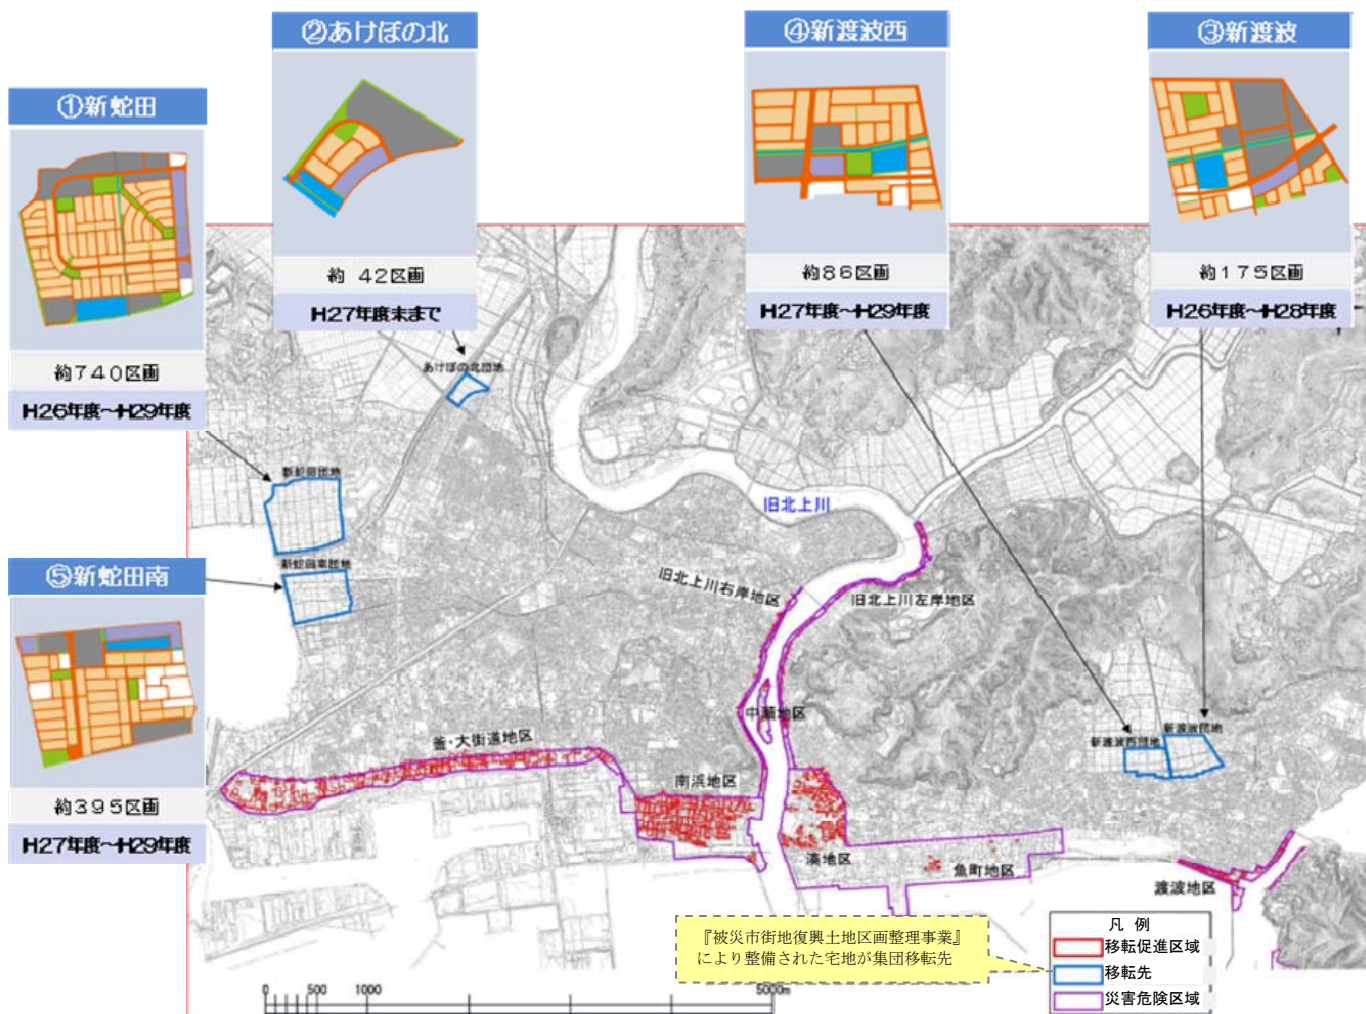 ②あけぼの北
④新渡波西
③新渡波
①新蛇田
約 42区画
H27年度末まで
約86区画
H27年度～H29年度
約175区画
H26年度～H28年度
約740区画
H26年度～H29年度
あけぼの北団地
新蛇田団地
旧北上川
新蛇田南団地
⑤新蛇田南
旧北上川右岸地区
旧北上川左岸地区
中瀬地区
新渡波団地
新渡波西団地
釜・大街道地区
南浜地区
約395区画
H27年度～H29年度
湊地区
魚町地区
渡波地区
『被災市街地復興土地区画整理事業』
により整備された宅地が集団移転先
凡 例
移転促進区域
移転先
災害危険区域
0 500 1000 5000m